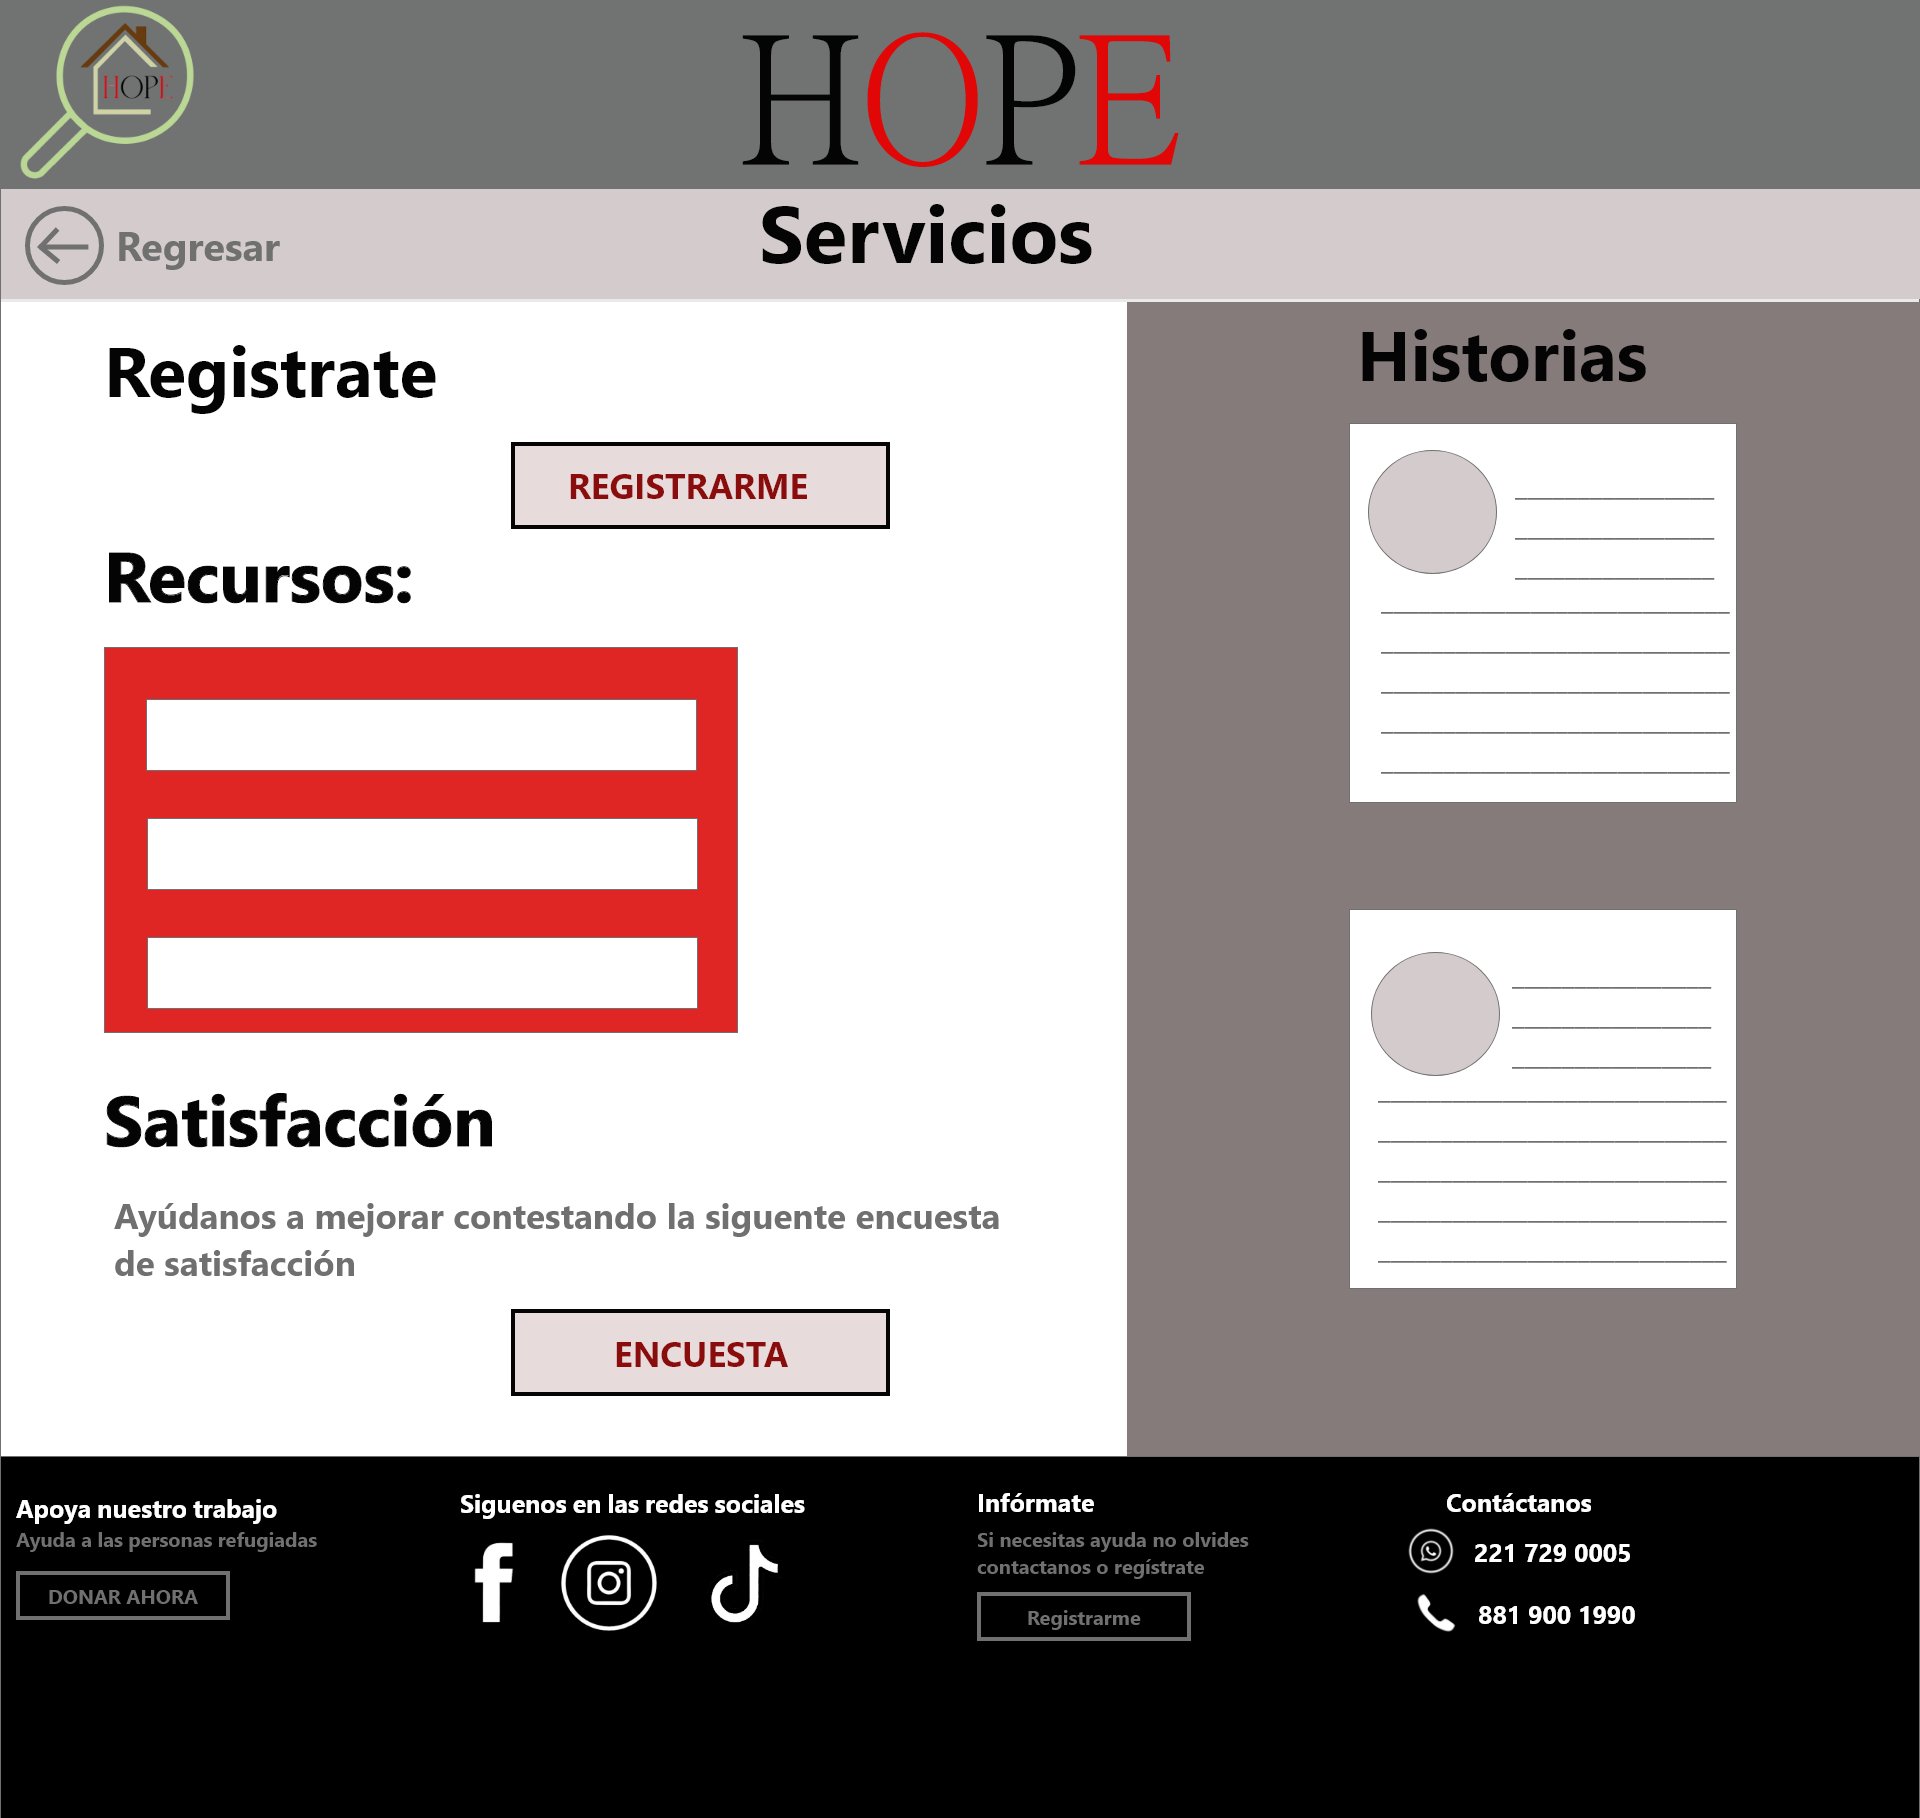 HOPE
HOPE
Regresar
Servicios
Registrate
REGISTRARME
Recursos:
Satisfacción
Ayúdanos a mejorar contestando la siguente encuesta
de satisfacción
ENCUESTA
Historias
Apoya nuestro trabajo
Ayuda a las personas refugiadas
DONAR AHORA
Siguenos en las redes sociales
Infórmate
Si necesitas ayuda no olvides
contactanos o regístrate
Registrarme
Contáctanos
221 729 0005
881 900 1990